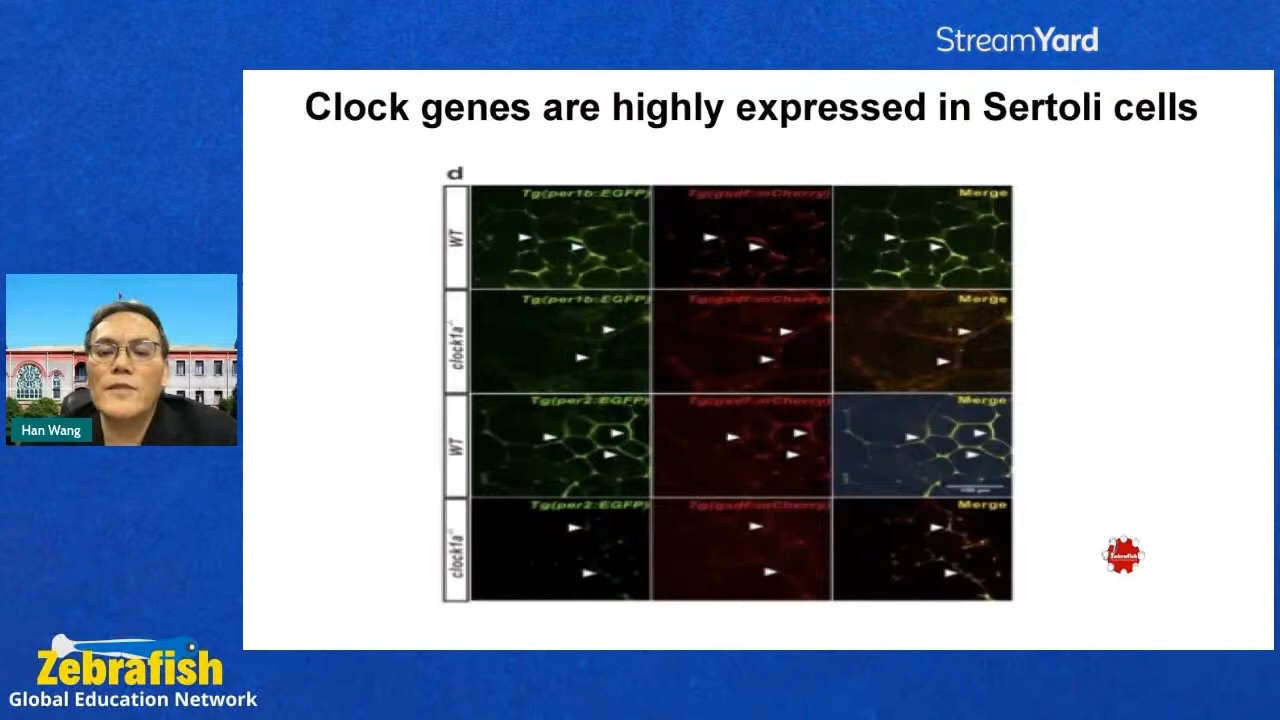 StreamYard
Clock genes are highly expressed in Sertoli cells
d
WT
Tg(per1b:EGFP)
Tg(gsdf:mCherry)
Merge
clock1a-/-
Tg(per1b:EGFP)
Tg(gsdf:mCherry)
Merge
WT
Tg(per2:EGFP)
Tg(gsdf:mCherry)
Merge
clock1a-/-
Tg(per2:EGFP)
Tg(gsdf:mCherry)
Merge
Han Wang
Zebrafish
Zebrafish
Global Education Network